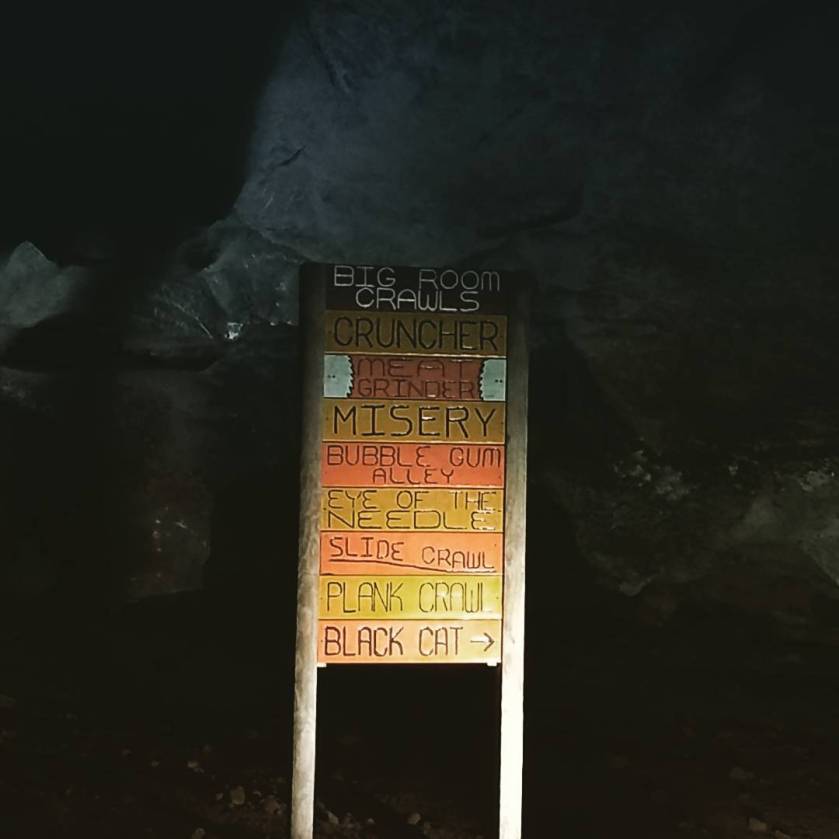 BIG ROOM
CRAWLS
CRUNCHER
MEAT
GRINDER
MISERY
BUBBLE GUM
ALLEY
EYE OF THE
NEEDLE
SLIDE CRAWL
PLANK CRAWL
BLACK CAT →